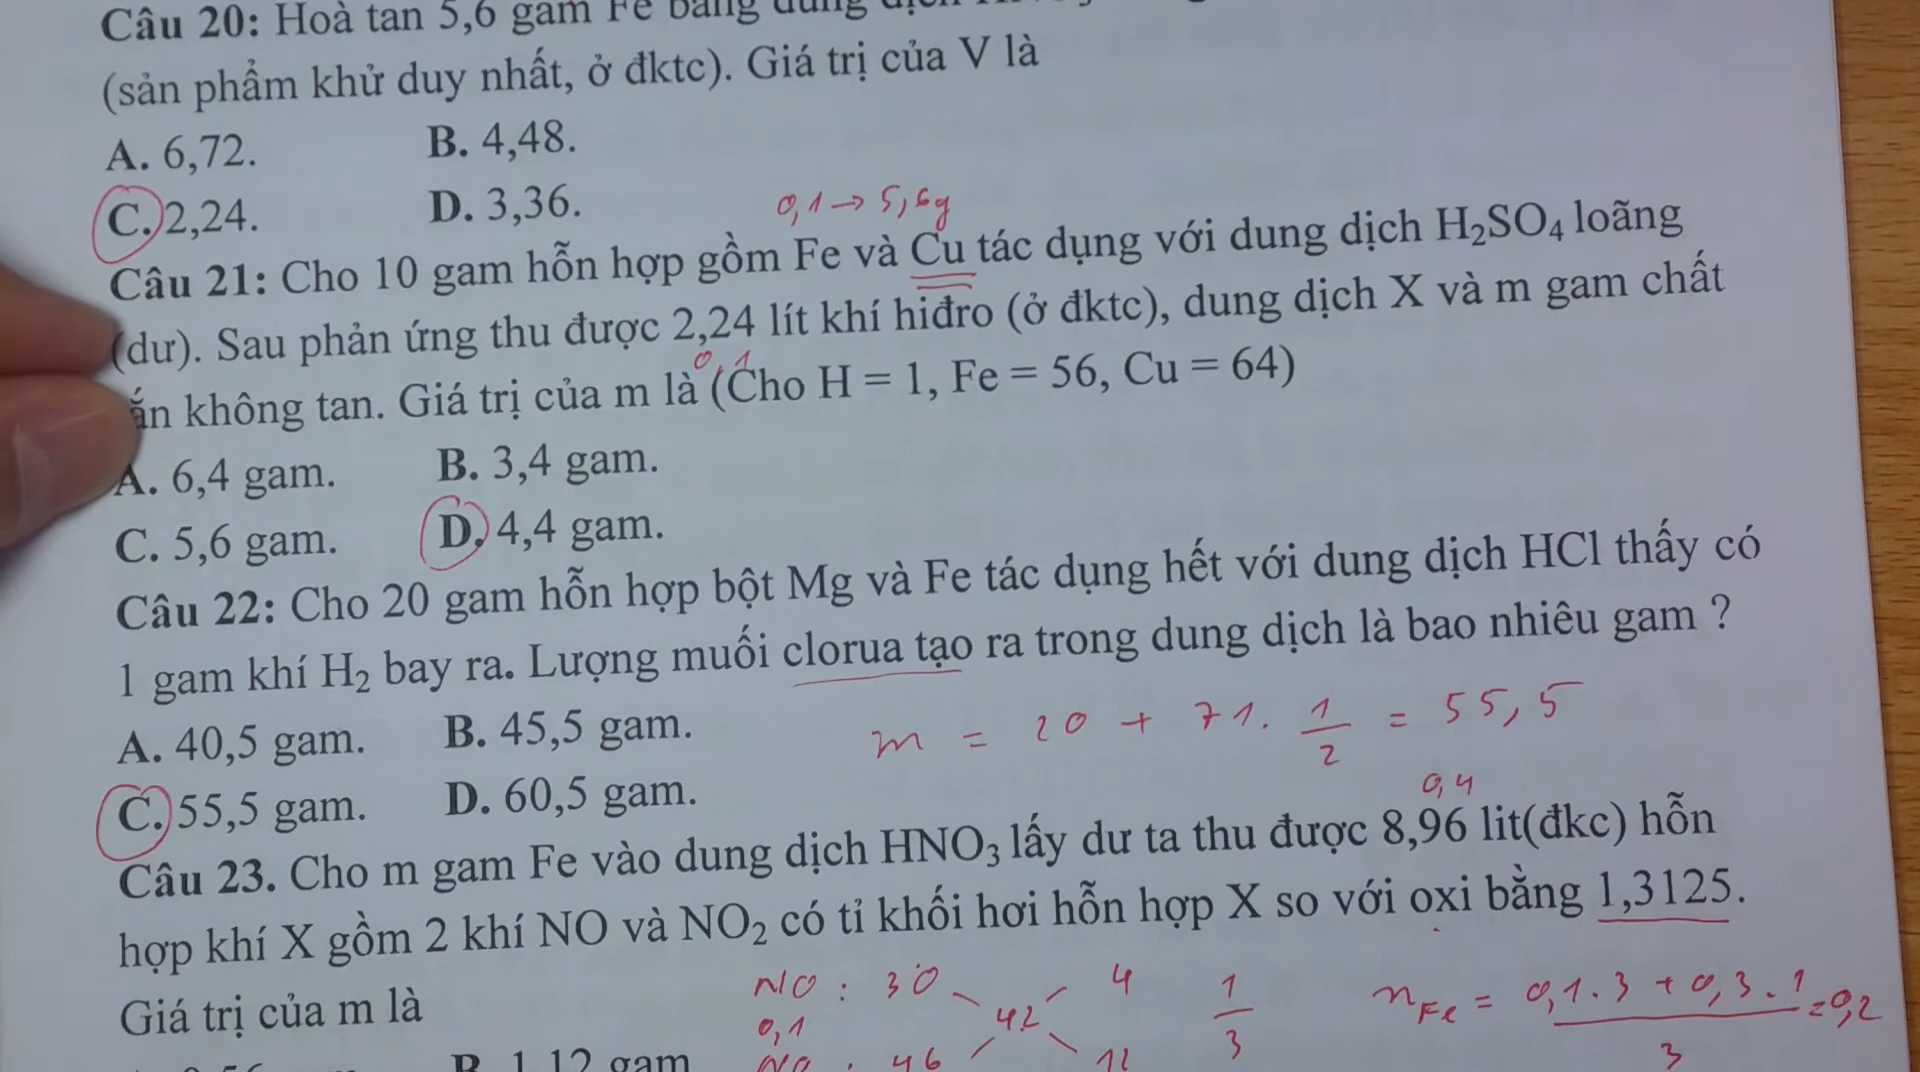 Câu 20: Hoà tan 5,6 gam Fe bằng dung
(sản phẩm khử duy nhất, ở đktc). Giá trị của V là
A. 6,72. B. 4,48.
C. 2,24. D. 3,36.
0,1 → 5,6g
Câu 21: Cho 10 gam hỗn hợp gồm Fe và Cu tác dụng với dung dịch H₂SO₄ loãng
(dư). Sau phản ứng thu được 2,24 lít khí hiđro (ở đktc), dung dịch X và m gam chất
0,1
ắn không tan. Giá trị của m là (Cho H = 1, Fe = 56, Cu = 64)
A. 6,4 gam. B. 3,4 gam.
C. 5,6 gam. D. 4,4 gam.
Câu 22: Cho 20 gam hỗn hợp bột Mg và Fe tác dụng hết với dung dịch HCl thấy có
1 gam khí H₂ bay ra. Lượng muối clorua tạo ra trong dung dịch là bao nhiêu gam ?
A. 40,5 gam. B. 45,5 gam.
m = 20 + 71. 1/2 = 55,5
C. 55,5 gam. D. 60,5 gam.
0,4
Câu 23. Cho m gam Fe vào dung dịch HNO₃ lấy dư ta thu được 8,96 lit(đkc) hỗn
hợp khí X gồm 2 khí NO và NO₂ có tỉ khối hơi hỗn hợp X so với oxi bằng 1,3125.
Giá trị của m là
NO : 30 4 1/3
0,1 42
46 12
nFe = 0,1.3 + 0,3.1 / 3 = 0,2
B. 1,12 gam